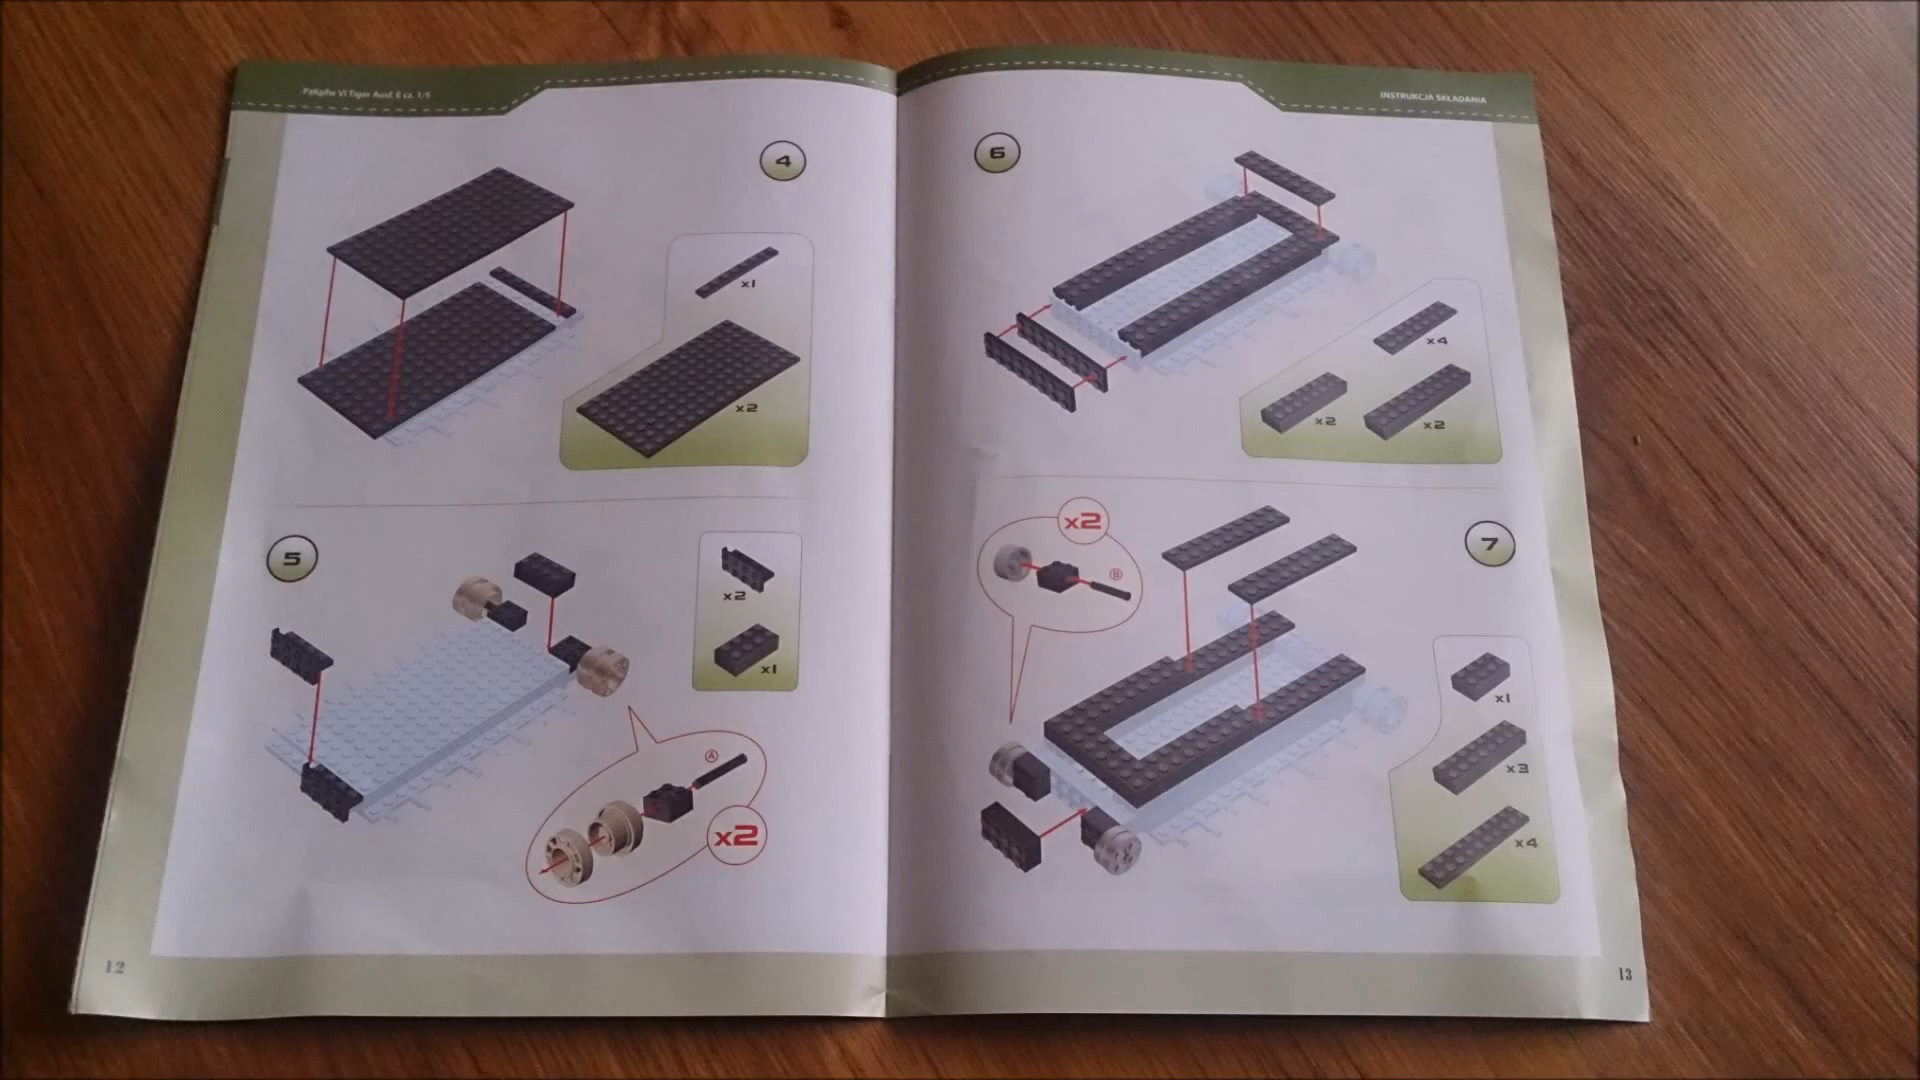 PzKpfw VI Tiger Ausf. E cz. 1/5
4
x1
x2
5
x2
x1
A
x2
12
INSTRUKCJA SKŁADANIA
6
x4
x2
x2
x2
B
7
x1
x3
x4
13